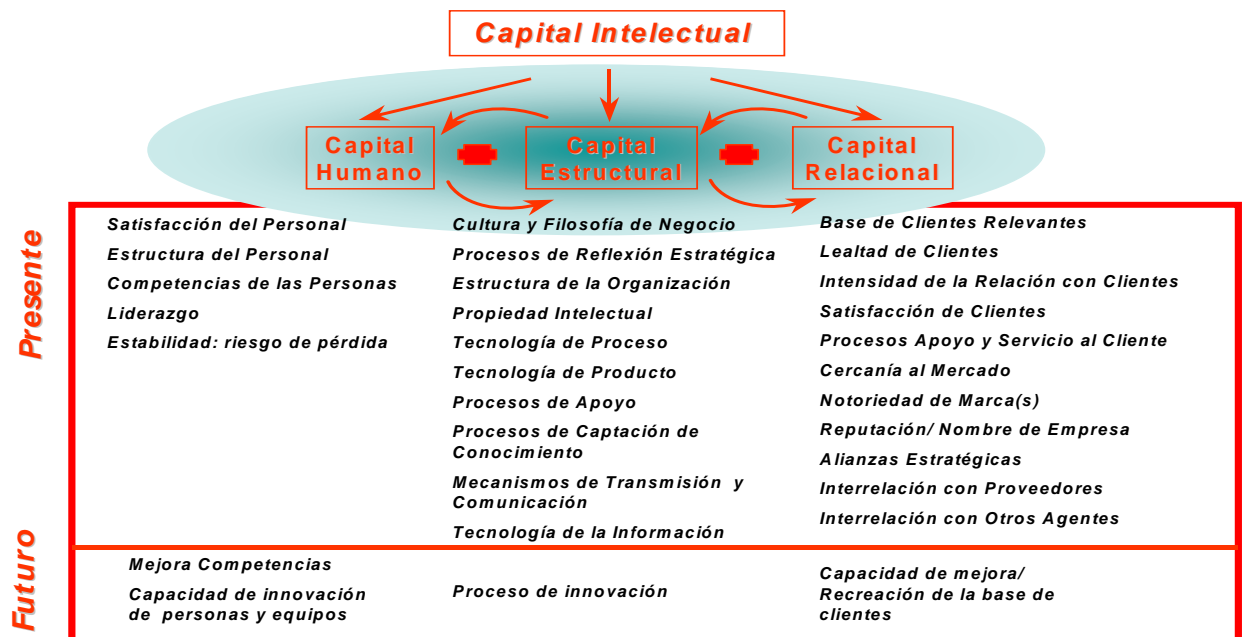 Capital Intelectual
Capital
Humano
Capital
Estructural
Capital
Relacional
Presente
Satisfacción del Personal
Estructura del Personal
Competencias de las Personas
Liderazgo
Estabilidad: riesgo de pérdida
Cultura y Filosofía de Negocio
Procesos de Reflexión Estratégica
Estructura de la Organización
Propiedad Intelectual
Tecnología de Proceso
Tecnología de Producto
Procesos de Apoyo
Procesos de Captación de
Conocimiento
Mecanismos de Transmisión y
Comunicación
Tecnología de la Información
Base de Clientes Relevantes
Lealtad de Clientes
Intensidad de la Relación con Clientes
Satisfacción de Clientes
Procesos Apoyo y Servicio al Cliente
Cercanía al Mercado
Notoriedad de Marca(s)
Reputación/ Nombre de Empresa
Alianzas Estratégicas
Interrelación con Proveedores
Interrelación con Otros Agentes
Futuro
Mejora Competencias
Capacidad de innovación
de personas y equipos
Proceso de innovación
Capacidad de mejora/
Recreación de la base de
clientes